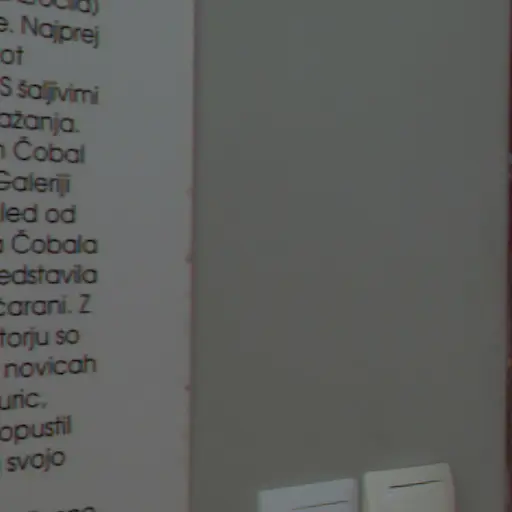 e. Najprej
ot
S šaljivimi
ažanja.
n Čobal
Galeriji
led od
a Čobala
edstavila
čarani. Z
torju so
novicah
uric,
opustil
svojo